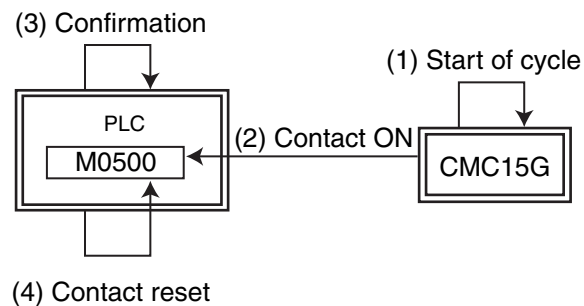 (3) Confirmation
(1) Start of cycle
PLC
(2) Contact ON
M0500
CMC15G
(4) Contact reset